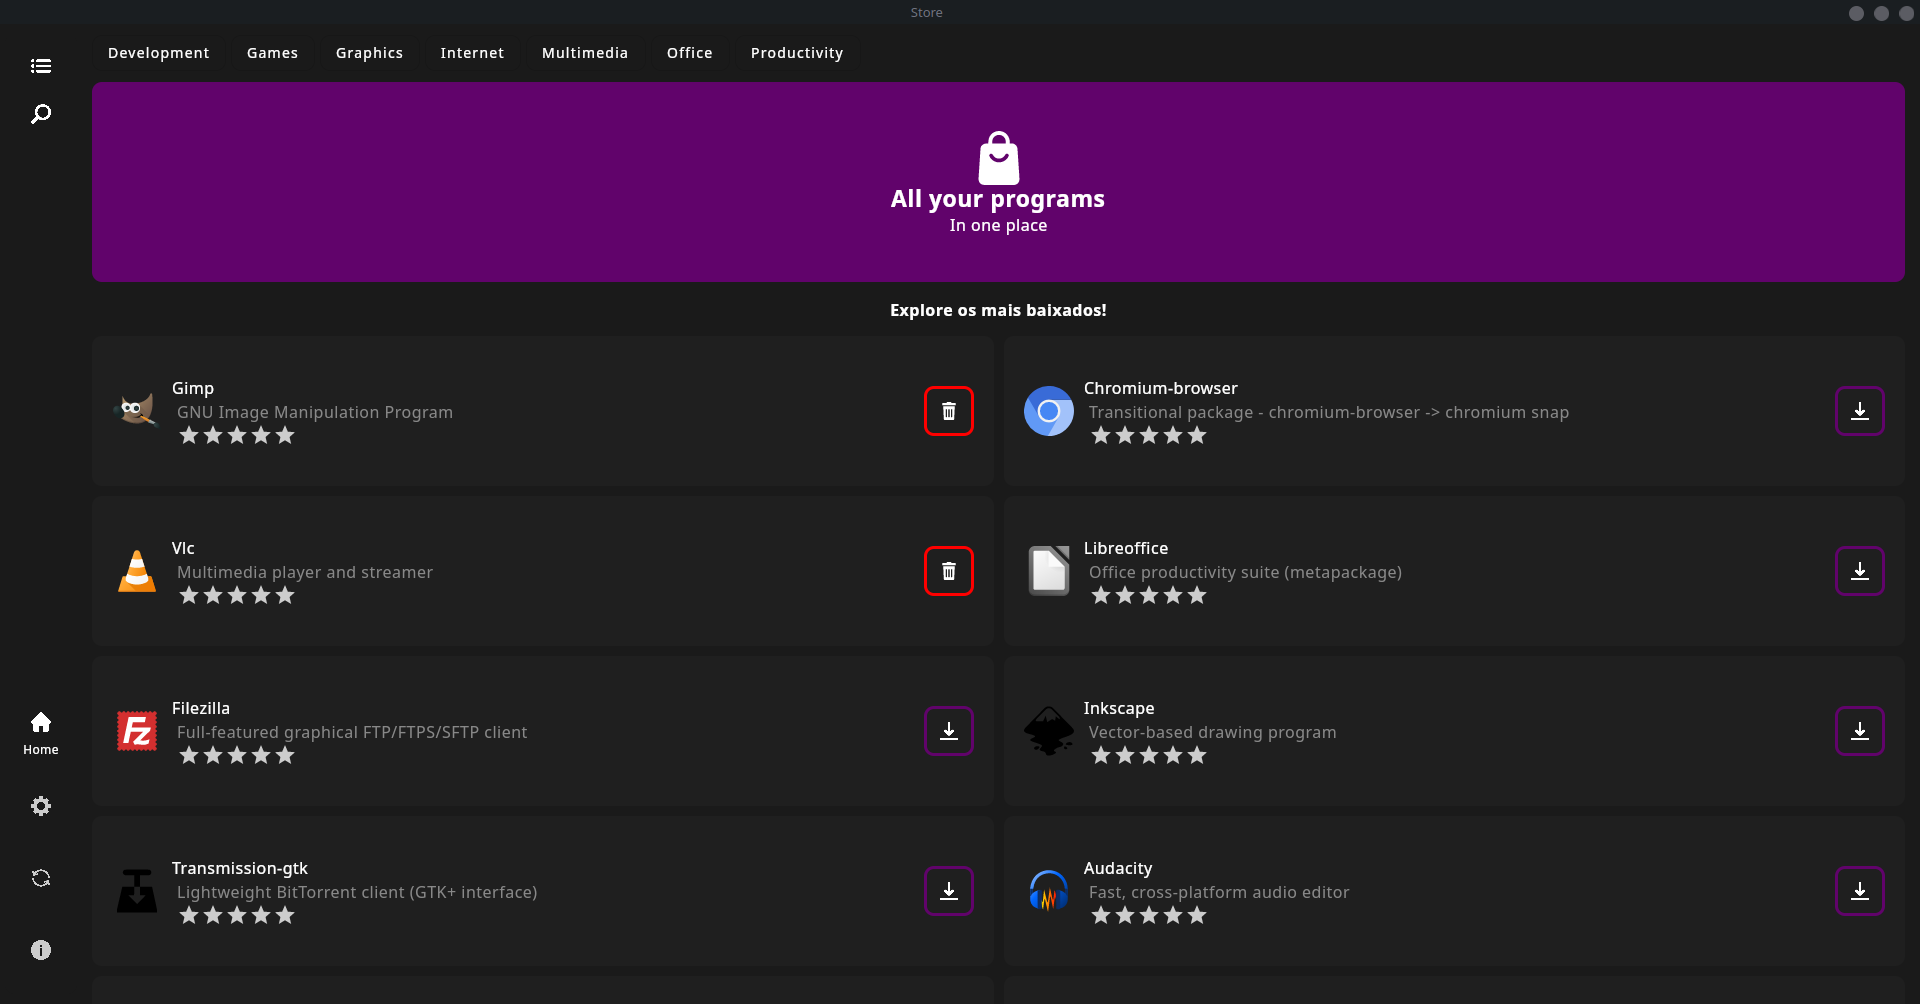 Store
Development Games Graphics Internet Multimedia Office Productivity
All your programs
In one place
Explore os mais baixados!
Gimp
GNU Image Manipulation Program
Chromium-browser
Transitional package - chromium-browser -> chromium snap
Vlc
Multimedia player and streamer
Libreoffice
Office productivity suite (metapackage)
Filezilla
Full-featured graphical FTP/FTPS/SFTP client
Fz
Inkscape
Vector-based drawing program
Home
Transmission-gtk
Lightweight BitTorrent client (GTK+ interface)
Audacity
Fast, cross-platform audio editor